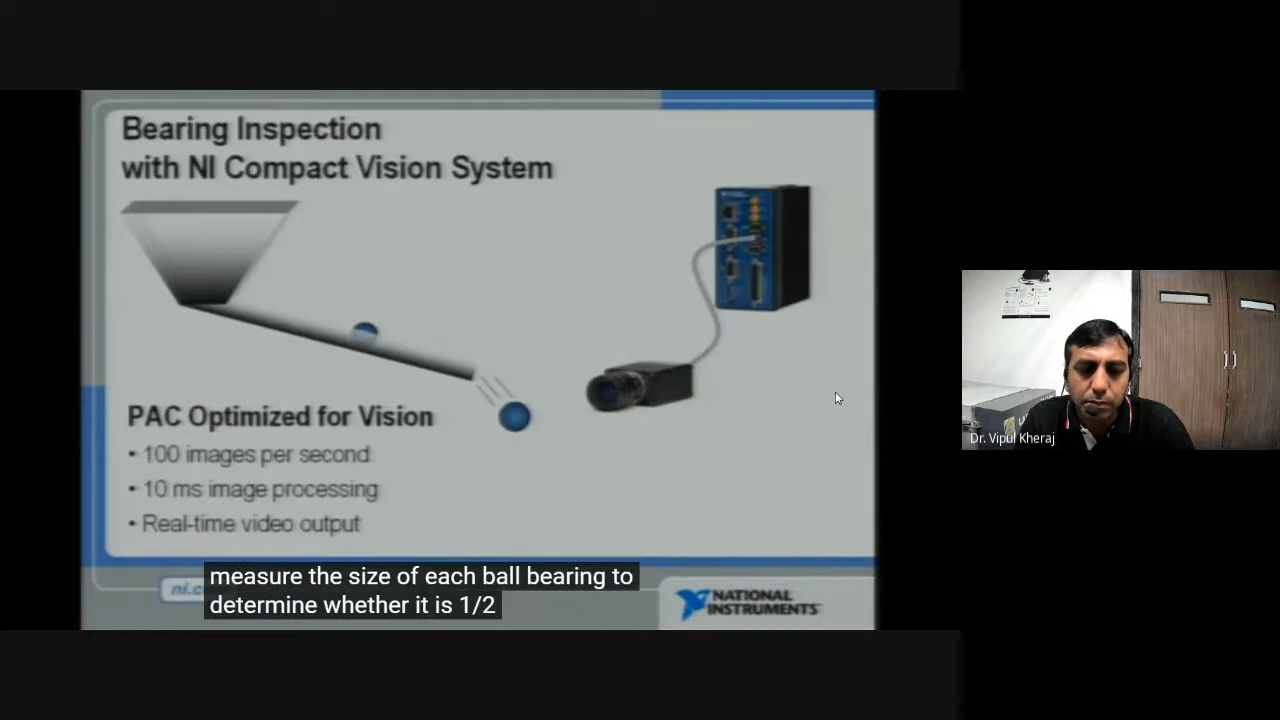 Bearing Inspection
with NI Compact Vision System
PAC Optimized for Vision
• 100 images per second
• 10 ms image processing
• Real-time video output
measure the size of each ball bearing to
determine whether it is 1/2
ni.c
NATIONAL
INSTRUMENTS
Dr. Vipul Kheraj